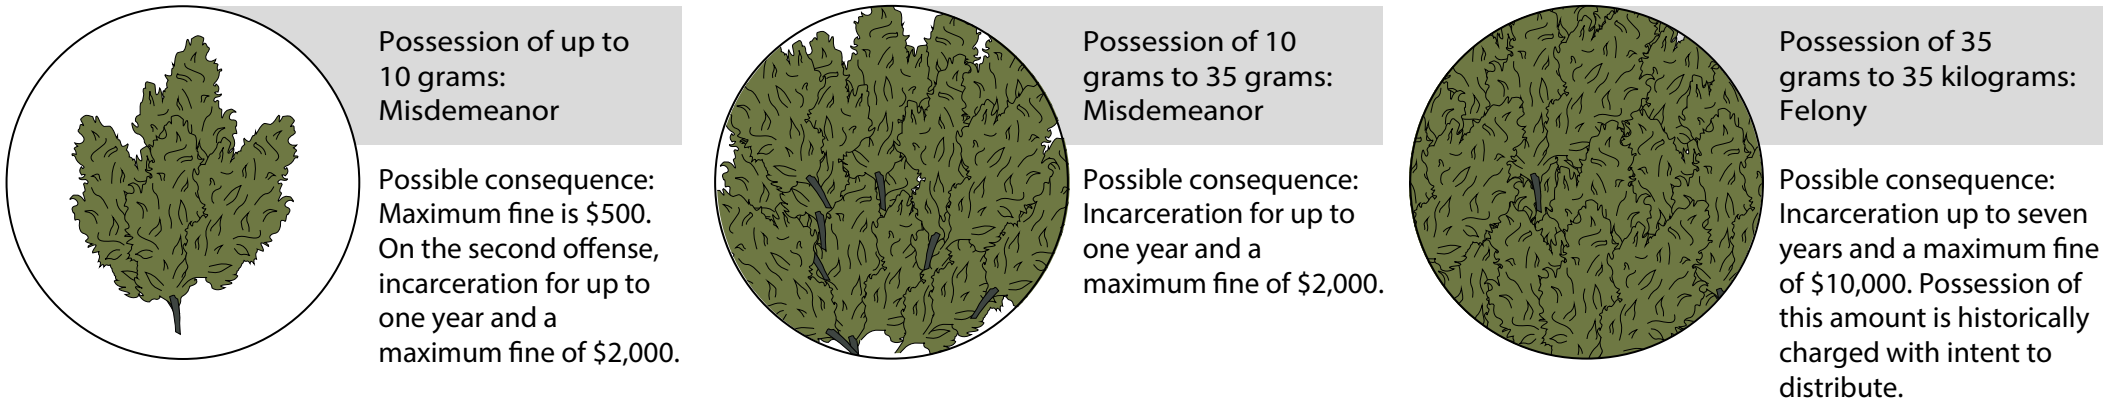 Possession of up to
10 grams:
Misdemeanor
Possible consequence:
Maximum fine is $500.
On the second offense,
incarceration for up to
one year and a
maximum fine of $2,000.
Possession of 10
grams to 35 grams:
Misdemeanor
Possible consequence:
Incarceration for up to
one year and a
maximum fine of $2,000.
Possession of 35
grams to 35 kilograms:
Felony
Possible consequence:
Incarceration up to seven
years and a maximum fine
of $10,000. Possession of
this amount is historically
charged with intent to
distribute.